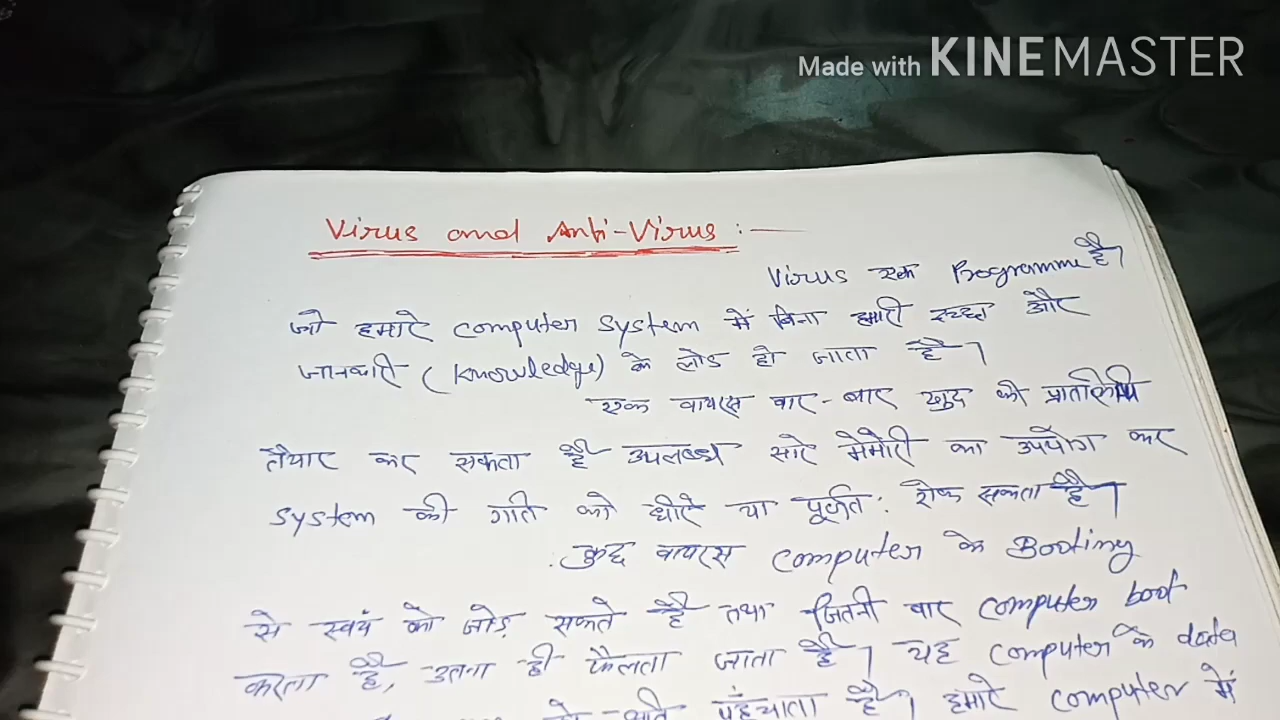 Made with KINEMASTER
Virus and Anti-Virus :—
Virus एक Programme है।
जो हमारे computer system में बिना हमारी इच्छा और
जानकारी (knowledge) के लोड हो जाता है।
एक वायरस बार-बार खुद की प्रतिलिपि
तैयार कर सकता है उपलब्ध सारे मेमोरी का उपयोग कर
system की गति को धीरे या पूर्णत: रोक सकता है।
कुछ वायरस computer के Booting
से स्वयं को जोड़ सकते है तथा जितनी बार computer boot
करता है, उतना ही फैलता जाता है। यह computer के data
पहुंचाता है। हमारे computer में